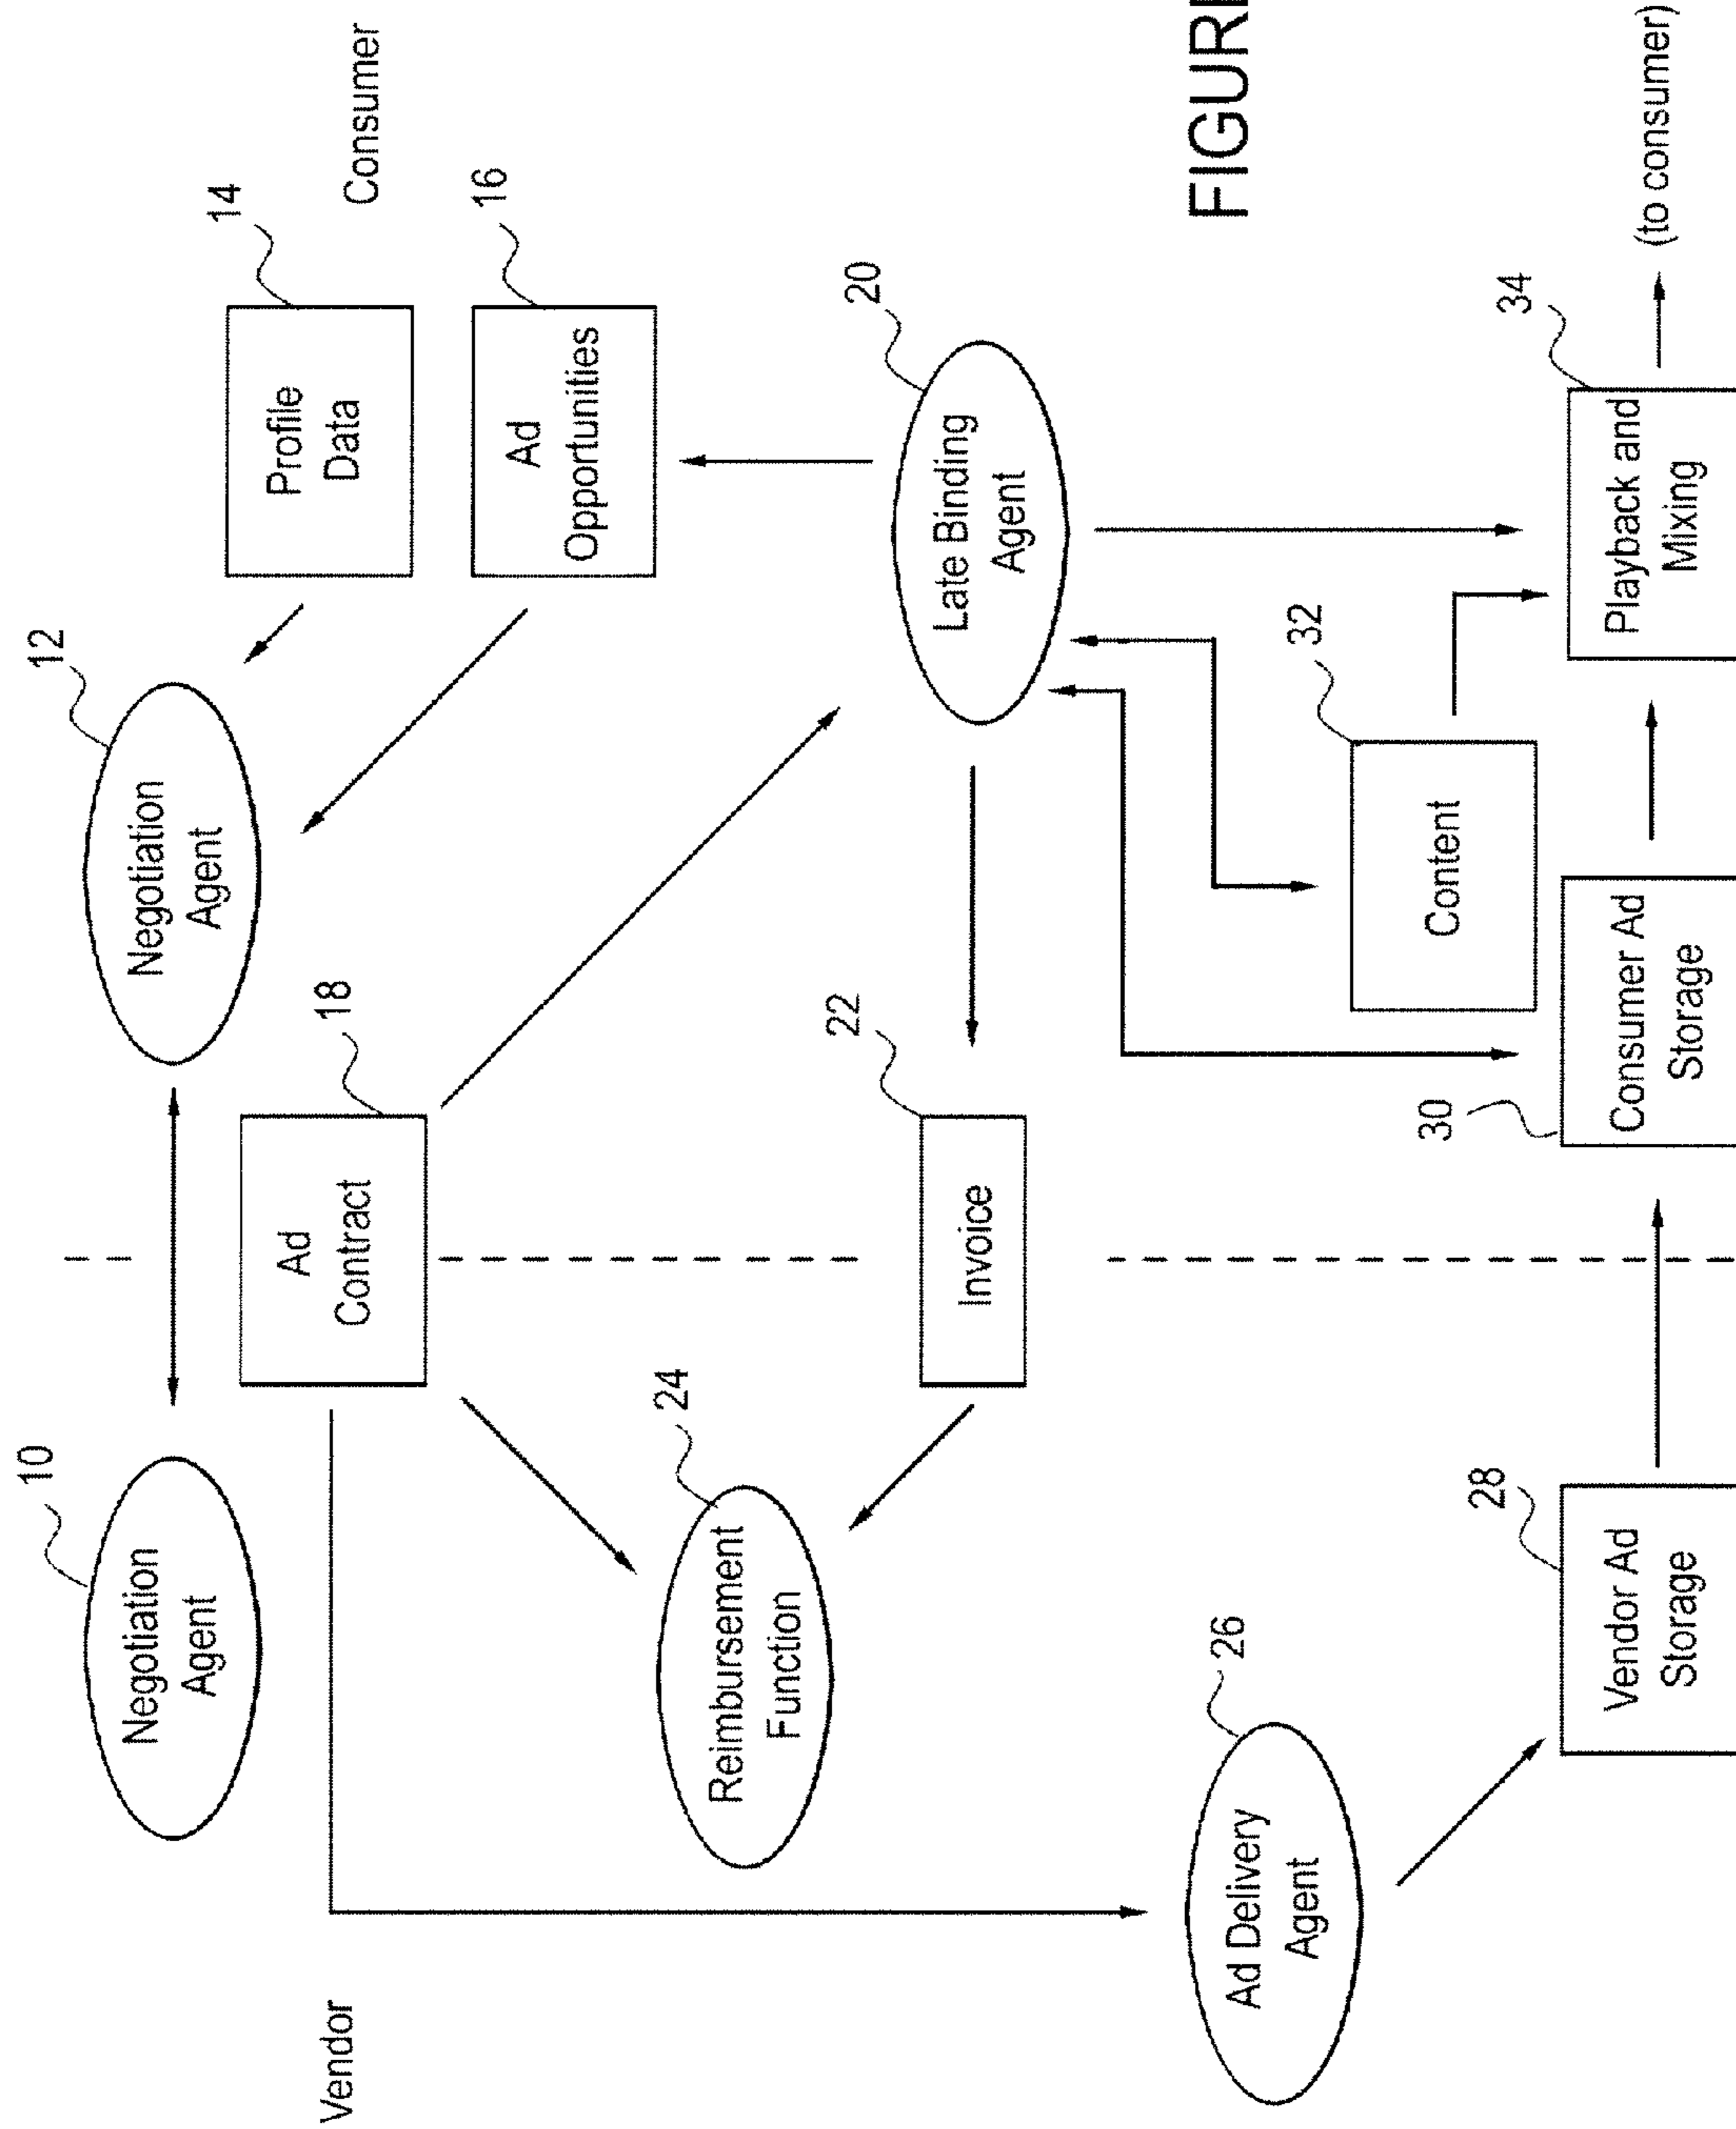 10
Negotiation
Agent
12
Negotiation
Agent
14
Profile
Data
Vendor
18
Ad
Contract
Consumer
16
Ad
Opportunities
24
Reimbursement
Function
22
Invoice
20
Late Binding
Agent
26
Ad Delivery
Agent
FIGURE
32
Content
28
Vendor Ad
Storage
30
Consumer Ad
Storage
34
Playback and
Mixing
(to consumer)